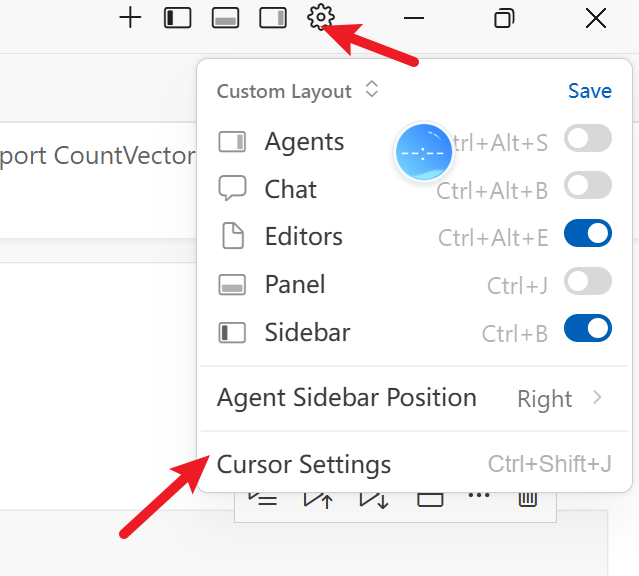 Custom Layout Save
port CountVector
Agents trl+Alt+S
Chat Ctrl+Alt+B
Editors Ctrl+Alt+E
Panel Ctrl+J
Sidebar Ctrl+B
Agent Sidebar Position Right
Cursor Settings Ctrl+Shift+J